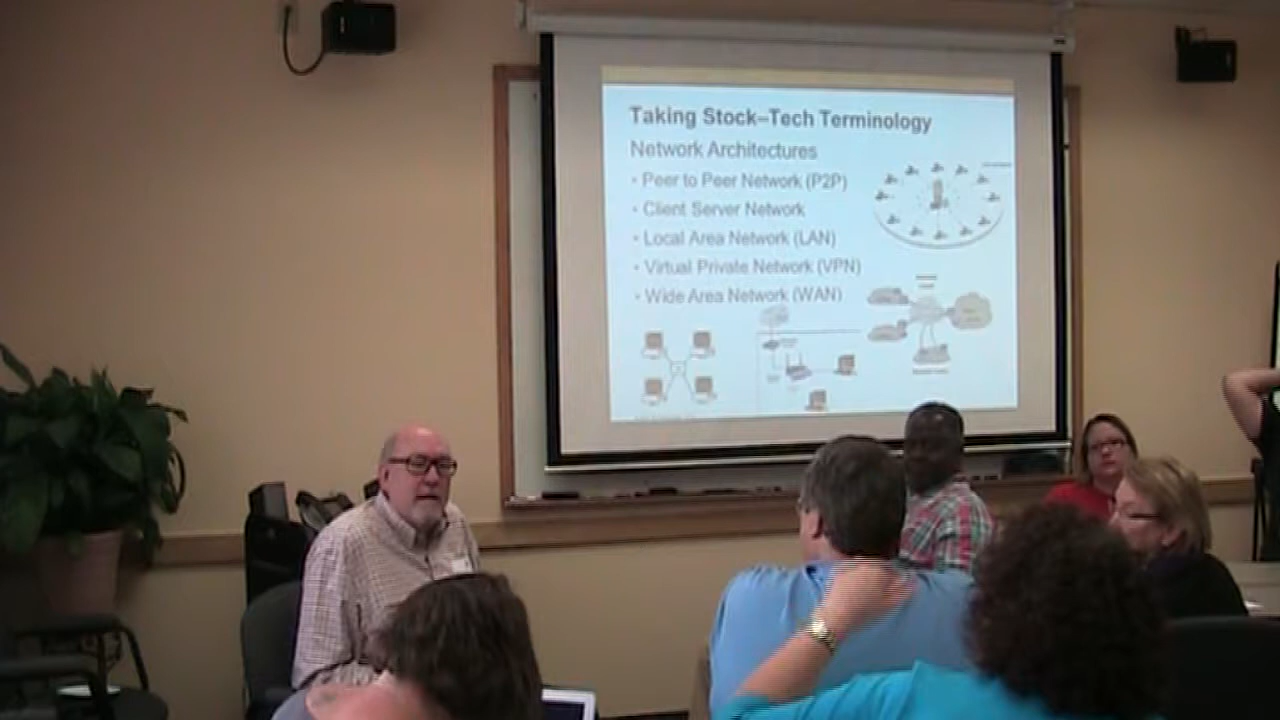 Taking Stock–Tech Terminology
Network Architectures
• Peer to Peer Network (P2P)
• Client Server Network
• Local Area Network (LAN)
• Virtual Private Network (VPN)
• Wide Area Network (WAN)